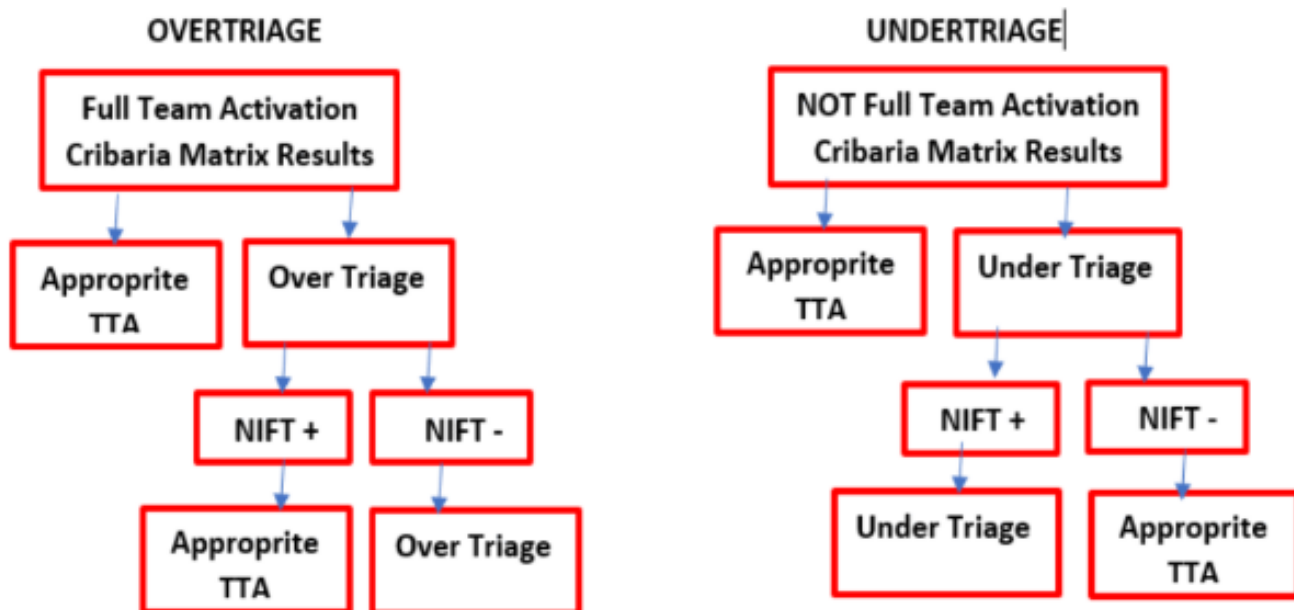 OVERTRIAGE
Full Team Activation
Cribaria Matrix Results
Approprite
TTA
Over Triage
NIFT +
NIFT -
Approprite
TTA
Over Triage
UNDERTRIAGE
NOT Full Team Activation
Cribaria Matrix Results
Approprite
TTA
Under Triage
NIFT +
NIFT -
Under Triage
Approprite
TTA